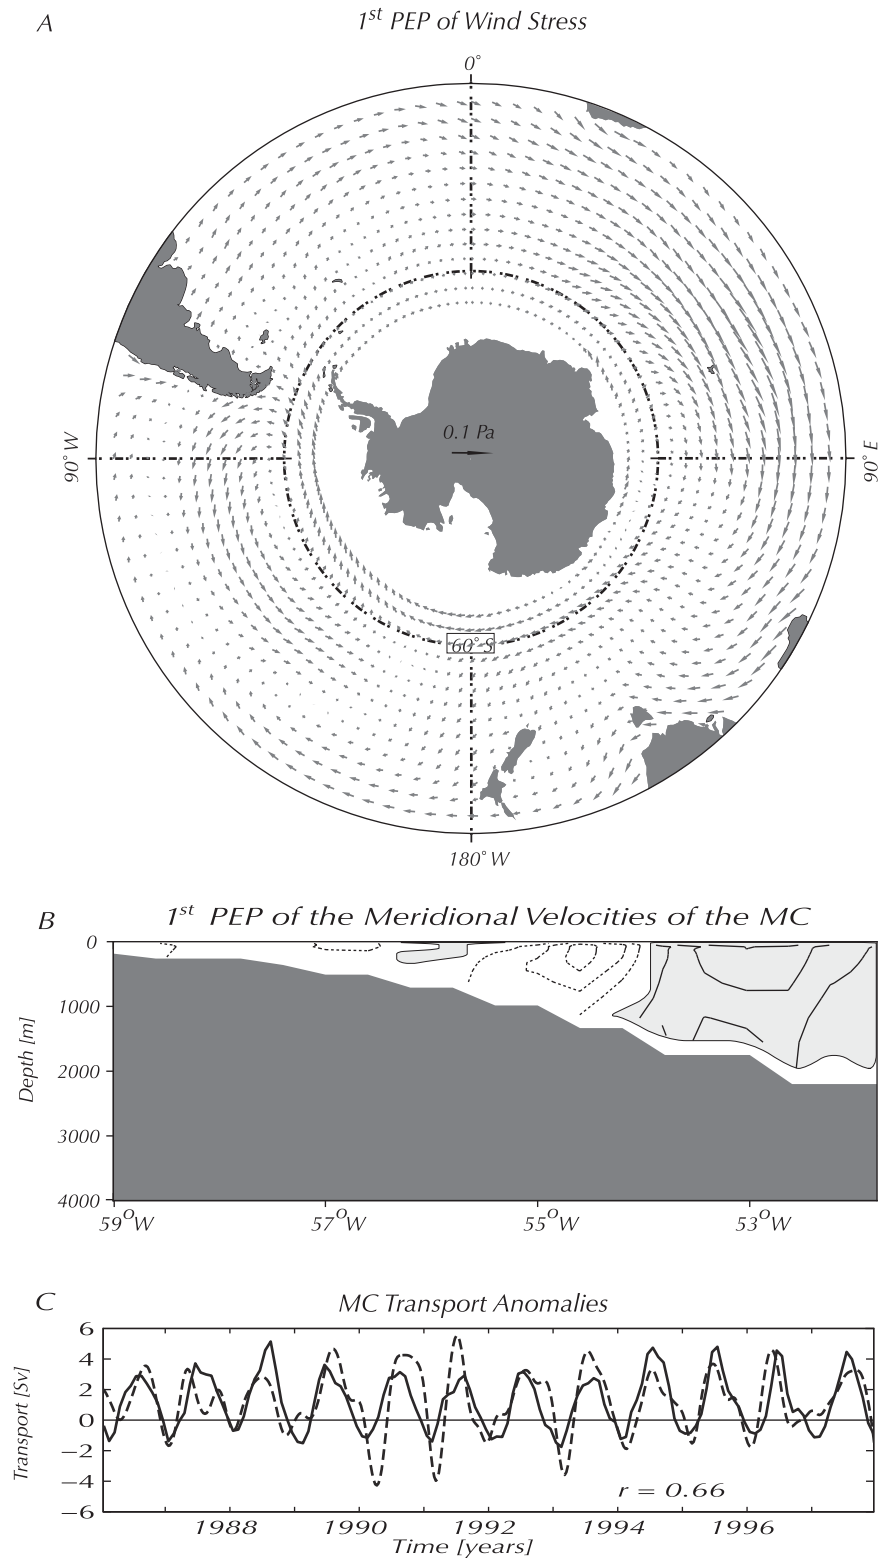 A
1st PEP of Wind Stress
0°
90° W
0.1 Pa
90° E
60° S
180° W
B
1st PEP of the Meridional Velocities of the MC
0
1000
2000
3000
4000
Depth [m]
59°W
57°W
55°W
53°W
C
MC Transport Anomalies
6
4
2
0
−2
−4
−6
Transport [Sv]
r = 0.66
1988
1990
1992
1994
1996
Time [years]